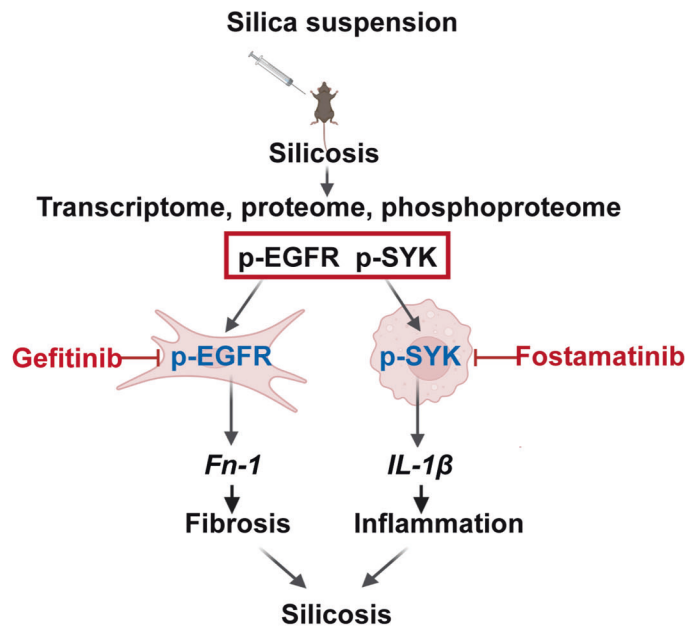 Silica suspension
Silicosis
Transcriptome, proteome, phosphoproteome
p-EGFR p-SYK
Gefitinib p-EGFR p-SYK Fostamatinib
Fn-1 IL-1β
Fibrosis Inflammation
Silicosis